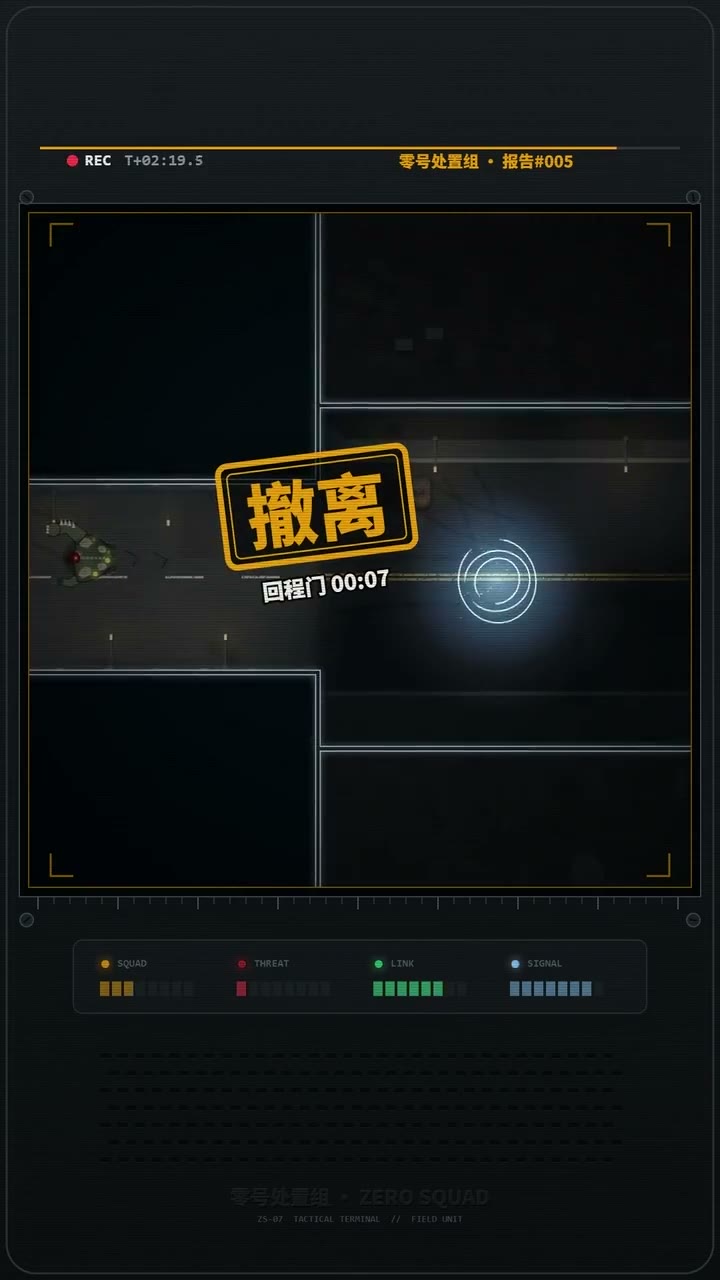 REC T+02:19.5
零号处置组 · 报告#005
撤离
回程门 00:07
SQUAD THREAT LINK SIGNAL
零号处置组 · ZERO SQUAD
ZS-07 TACTICAL TERMINAL // FIELD UNIT